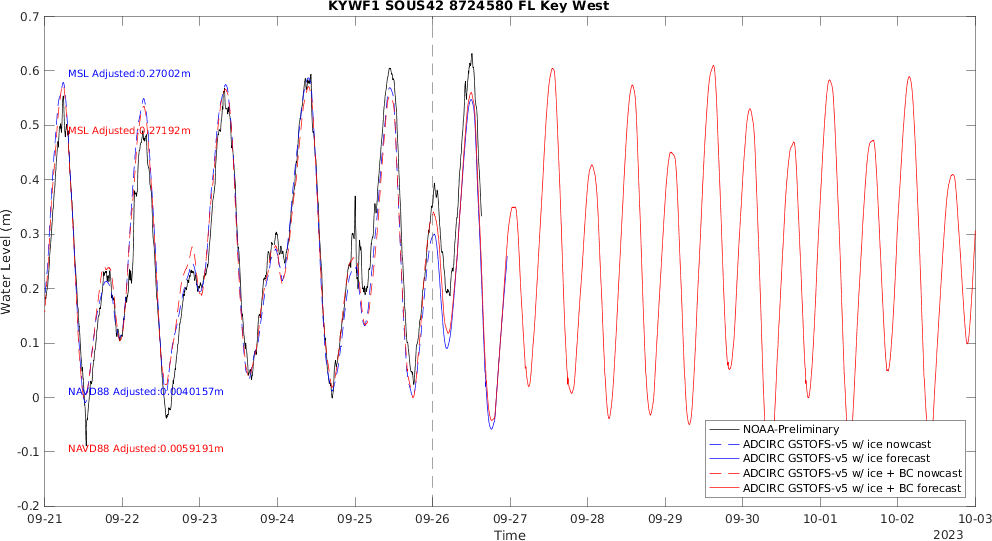 KYWF1 SOUS42 8724580 FL Key West
0.7
0.6
0.5
0.4
0.3
0.2
0.1
0
-0.1
-0.2
Water Level (m)
MSL Adjusted:0.27002m
MSL Adjusted:0.27192m
NAVD88 Adjusted:0.0040157m
NAVD88 Adjusted:0.0059191m
NOAA-Preliminary
ADCIRC GSTOFS-v5 w/ ice nowcast
ADCIRC GSTOFS-v5 w/ ice forecast
ADCIRC GSTOFS-v5 w/ ice + BC nowcast
ADCIRC GSTOFS-v5 w/ ice + BC forecast
09-21 09-22 09-23 09-24 09-25 09-26 09-27 09-28 09-29 09-30 10-01 10-02 10-03
Time
2023